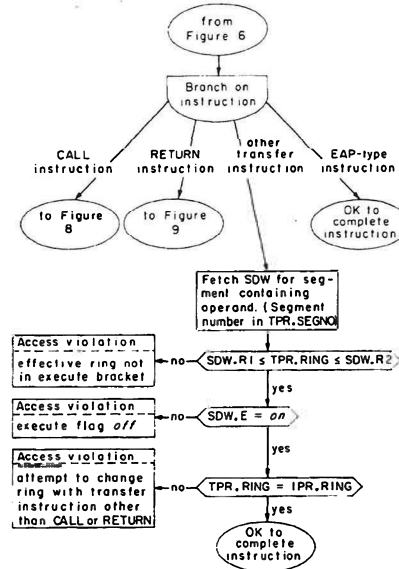 from
Figure 6
Branch on
instruction
CALL
instruction
RETURN
instruction
other
transfer
instruction
EAP-type
instruction
to Figure
8
to Figure
9
OK to
complete
instruction
Fetch SDW for seg-
ment containing
operand. (Segment
number in TPR.SEGNO)
Access violation
effective ring not
in execute bracket
no
SDW.R1 ≤ TPR.RING ≤ SDW.R2
yes
Access violation
execute flag off
no
SDW.E = on
yes
Access violation
attempt to change
ring with transfer
instruction other
than CALL or RETURN
no
TPR.RING = IPR.RING
yes
OK to
complete
instruction